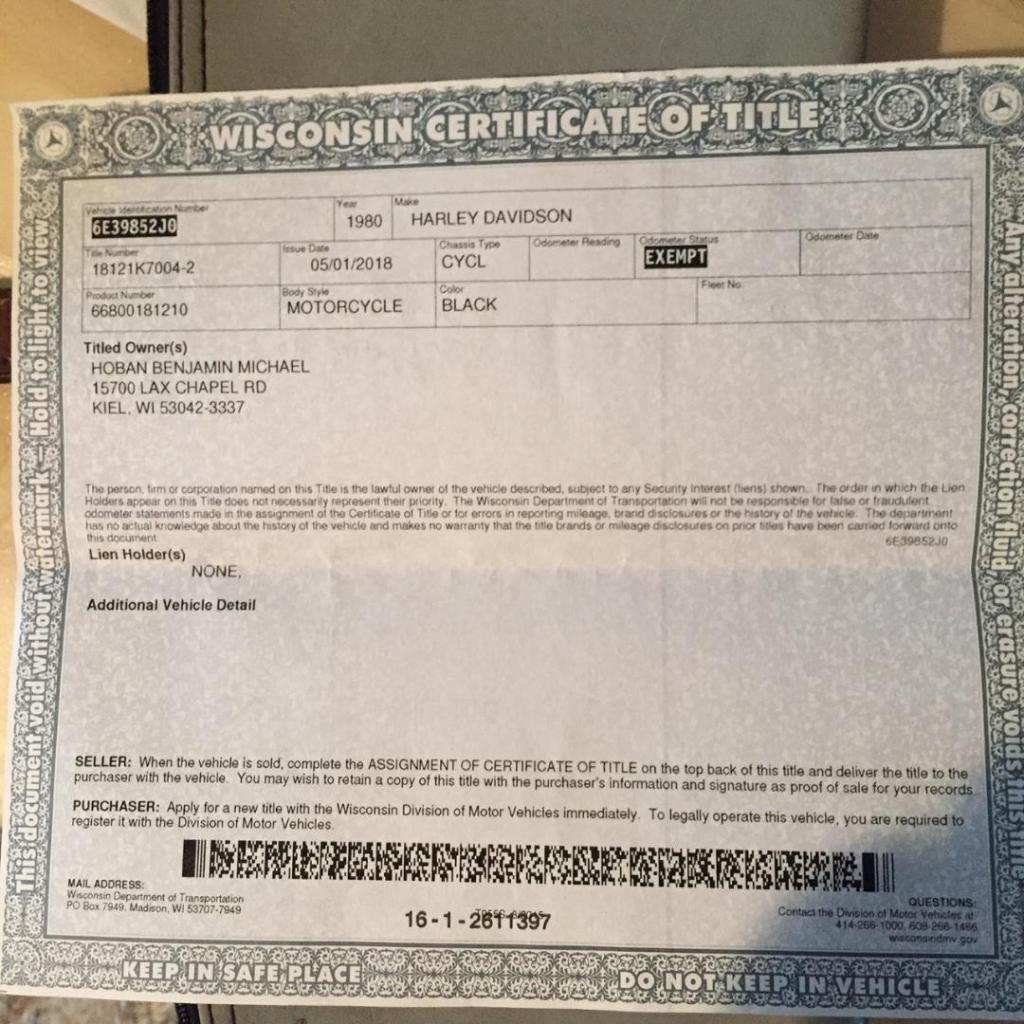 WISCONSIN CERTIFICATE OF TITLE
This document void without watermark — Hold to light to view
Any alteration, correction fluid, or erasure voids this title
Vehicle Identification Number
6E39852J0
Year
1980
Make
HARLEY DAVIDSON
Title Number
18121K7004-2
Issue Date
05/01/2018
Chassis Type
CYCL
Odometer Reading
Odometer Status
EXEMPT
Odometer Date
Product Number
66800181210
Body Style
MOTORCYCLE
Color
BLACK
Fleet No.
Titled Owner(s)
HOBAN BENJAMIN MICHAEL
15700 LAX CHAPEL RD
KIEL, WI 53042-3337
The person, firm or corporation named on this Title is the lawful owner of the vehicle described, subject to any Security Interest (liens) shown. The order in which the Lien
Holders appear on this Title does not necessarily represent their priority. The Wisconsin Department of Transportation will not be responsible for false or fraudulent
odometer statements made in the assignment of the Certificate of Title or for errors in reporting mileage, brand disclosures or the history of the vehicle. The department
has no actual knowledge about the history of the vehicle and makes no warranty that the title brands or mileage disclosures on prior titles have been carried forward onto
this document.
6E39852J0
Lien Holder(s)
NONE,
Additional Vehicle Detail
SELLER: When the vehicle is sold, complete the ASSIGNMENT OF CERTIFICATE OF TITLE on the top back of this title and deliver the title to the
purchaser with the vehicle. You may wish to retain a copy of this title with the purchaser's information and signature as proof of sale for your records.
PURCHASER: Apply for a new title with the Wisconsin Division of Motor Vehicles immediately. To legally operate this vehicle, you are required to
register it with the Division of Motor Vehicles.
MAIL ADDRESS:
Wisconsin Department of Transportation
PO Box 7949, Madison, WI 53707-7949
16-1-2611397
QUESTIONS:
Contact the Division of Motor Vehicles at:
414-266-1000, 608-266-1466
wisconsindmv.gov
KEEP IN SAFE PLACE
DO NOT KEEP IN VEHICLE